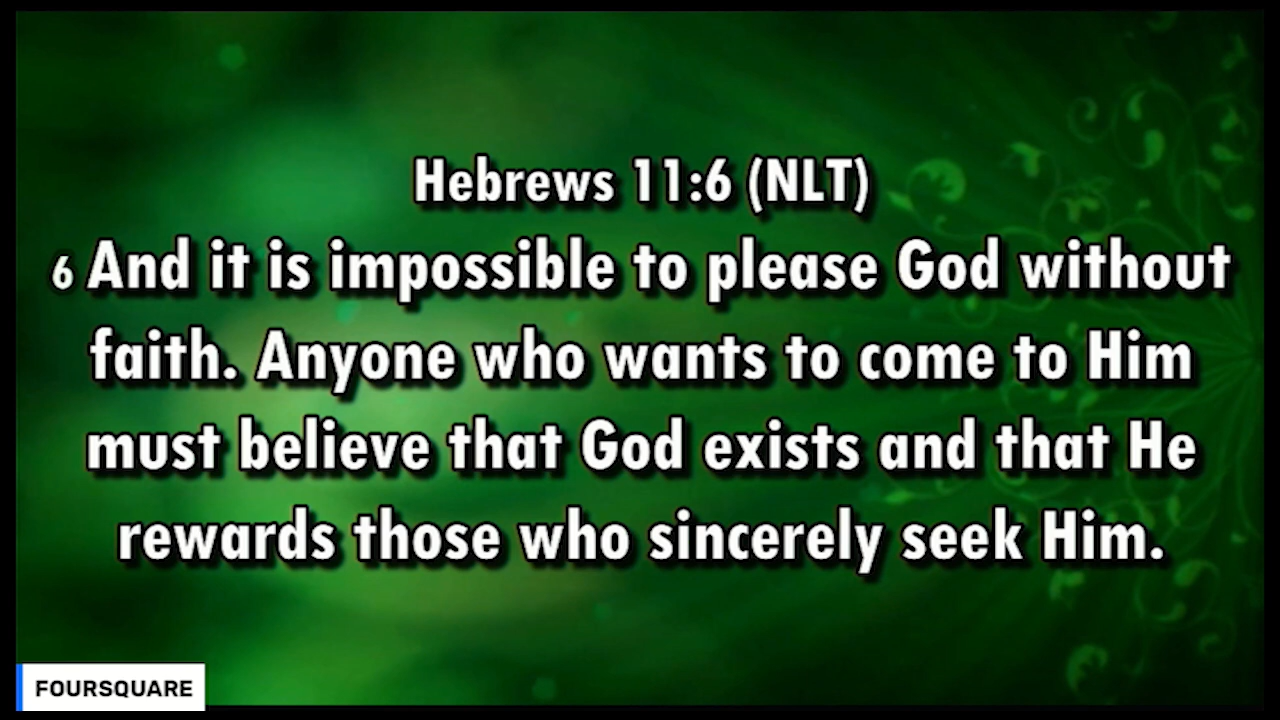 Hebrews 11:6 (NLT)
6 And it is impossible to please God without
faith. Anyone who wants to come to Him
must believe that God exists and that He
rewards those who sincerely seek Him.
FOURSQUARE